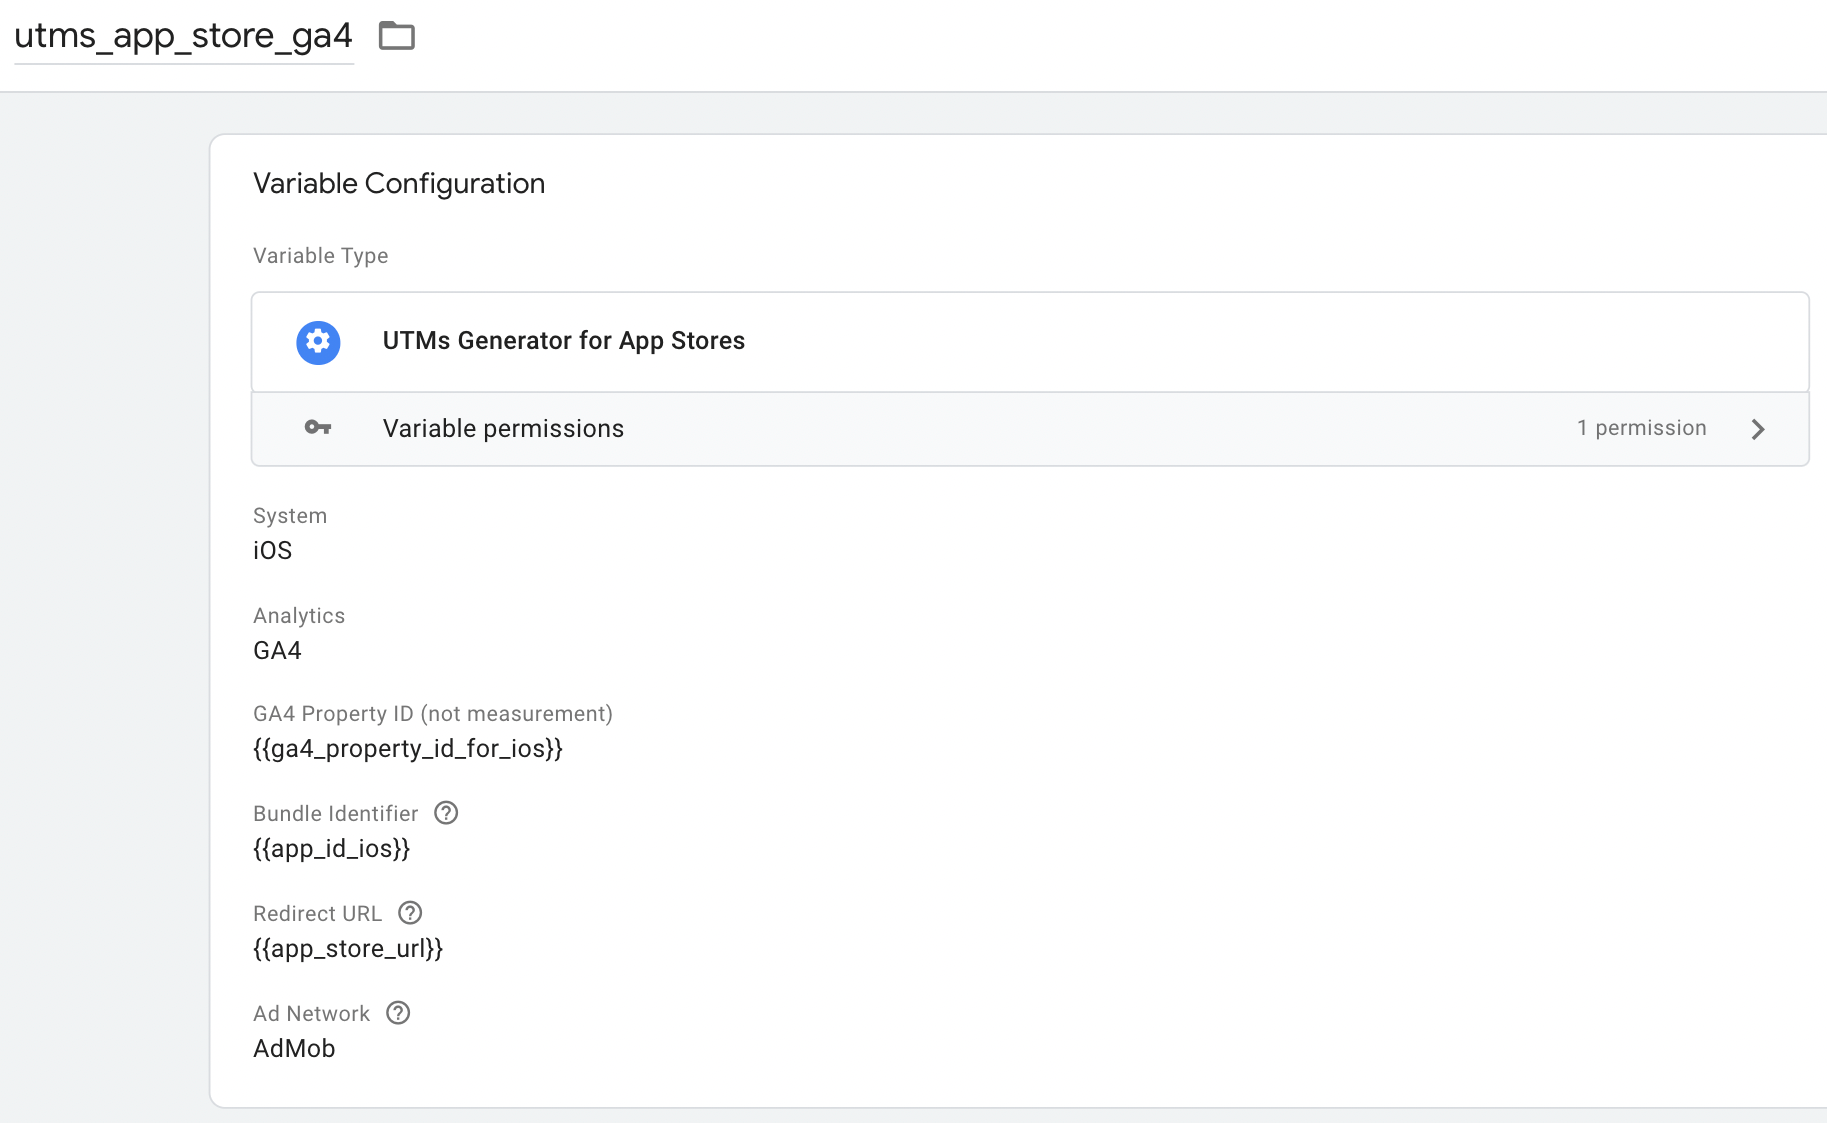 utms_app_store_ga4
Variable Configuration
Variable Type
UTMs Generator for App Stores
Variable permissions 1 permission
System
iOS
Analytics
GA4
GA4 Property ID (not measurement)
{{ga4_property_id_for_ios}}
Bundle Identifier
{{app_id_ios}}
Redirect URL
{{app_store_url}}
Ad Network
AdMob